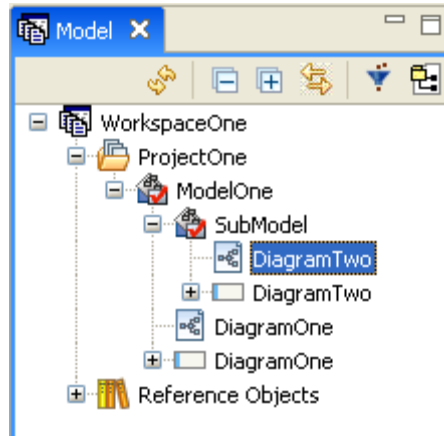 Model
WorkspaceOne
ProjectOne
ModelOne
SubModel
DiagramTwo
DiagramTwo
DiagramOne
DiagramOne
Reference Objects